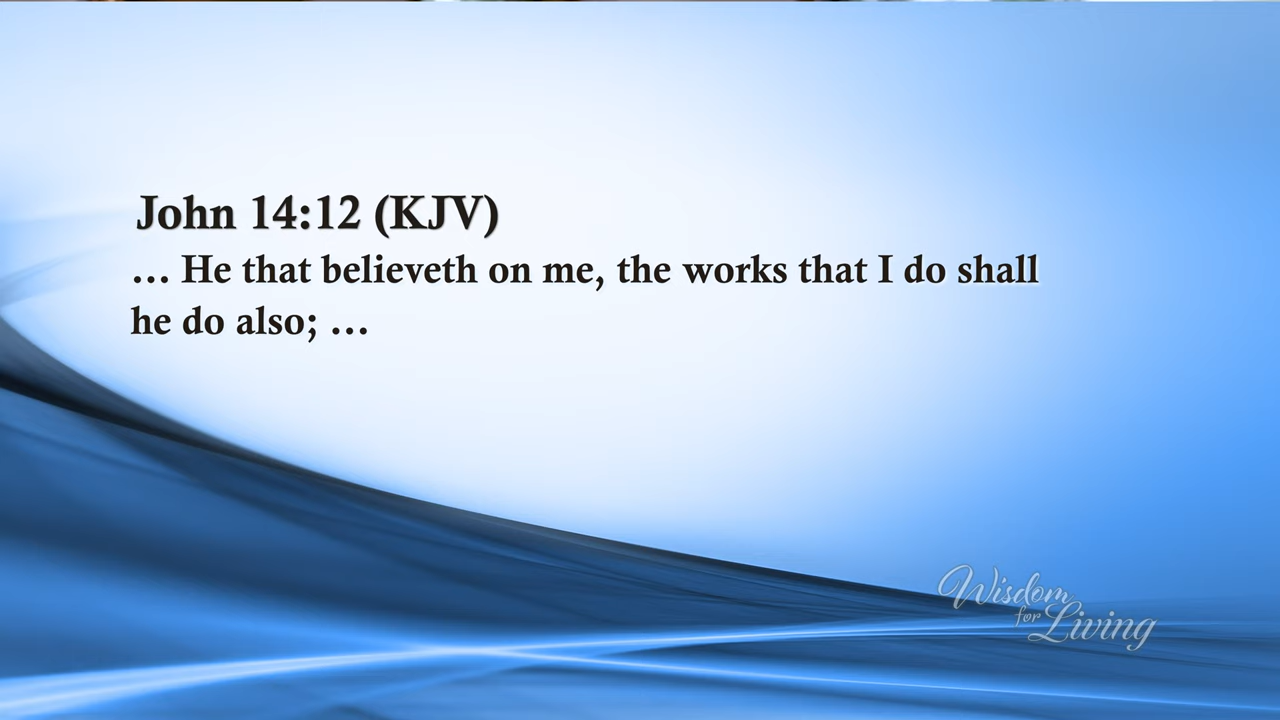 John 14:12 (KJV)
… He that believeth on me, the works that I do shall
he do also; …
Wisdom
for Living